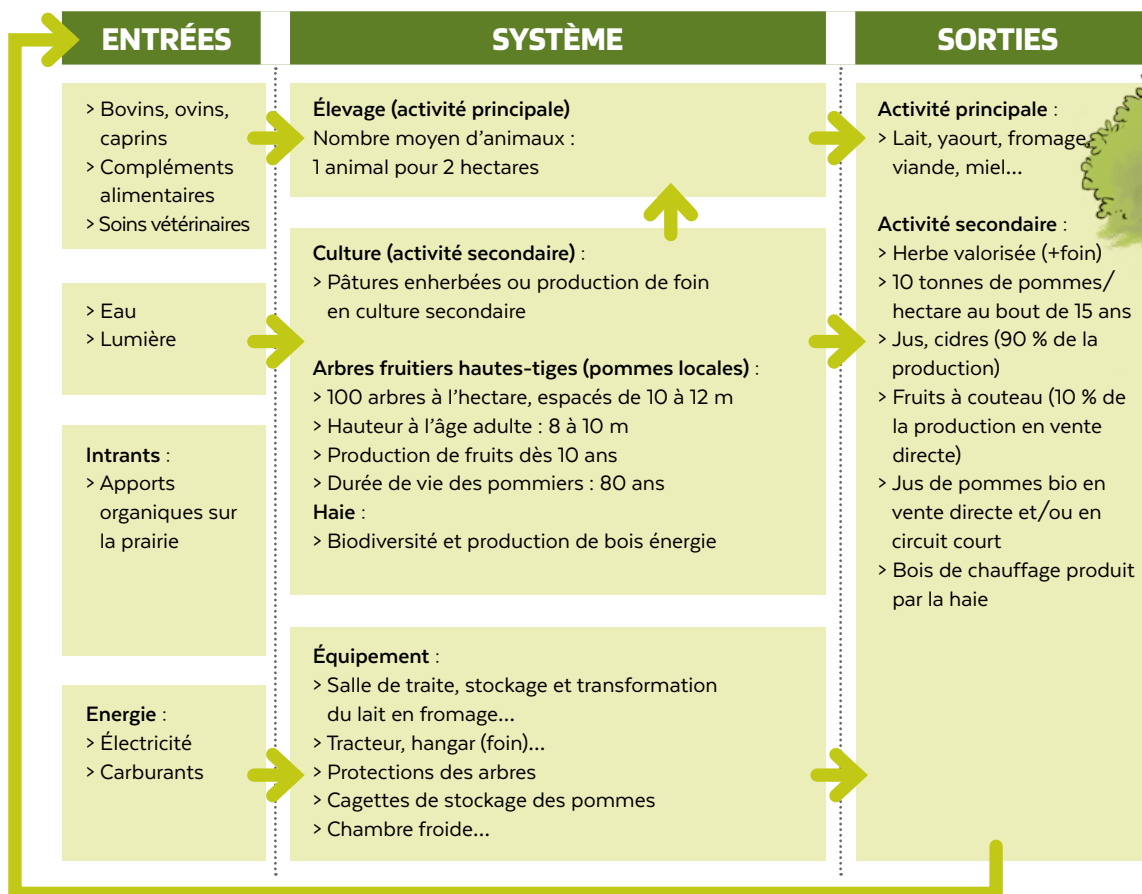 ENTRÉES
SYSTÈME
SORTIES
> Bovins, ovins,
caprins
> Compléments
alimentaires
> Soins vétérinaires
> Eau
> Lumière
Intrants :
> Apports
organiques sur
la prairie
Energie :
> Électricité
> Carburants
Élevage (activité principale)
Nombre moyen d’animaux :
1 animal pour 2 hectares
Culture (activité secondaire) :
> Pâtures enherbées ou production de foin
en culture secondaire
Arbres fruitiers hautes-tiges (pommes locales) :
> 100 arbres à l’hectare, espacés de 10 à 12 m
> Hauteur à l’âge adulte : 8 à 10 m
> Production de fruits dès 10 ans
> Durée de vie des pommiers : 80 ans
Haie :
> Biodiversité et production de bois énergie
Équipement :
> Salle de traite, stockage et transformation
du lait en fromage...
> Tracteur, hangar (foin)...
> Protections des arbres
> Cagettes de stockage des pommes
> Chambre froide...
Activité principale :
> Lait, yaourt, fromage,
viande, miel...
Activité secondaire :
> Herbe valorisée (+foin)
> 10 tonnes de pommes/
hectare au bout de 15 ans
> Jus, cidres (90 % de la
production)
> Fruits à couteau (10 % de
la production en vente
directe)
> Jus de pommes bio en
vente directe et/ou en
circuit court
> Bois de chauffage produit
par la haie